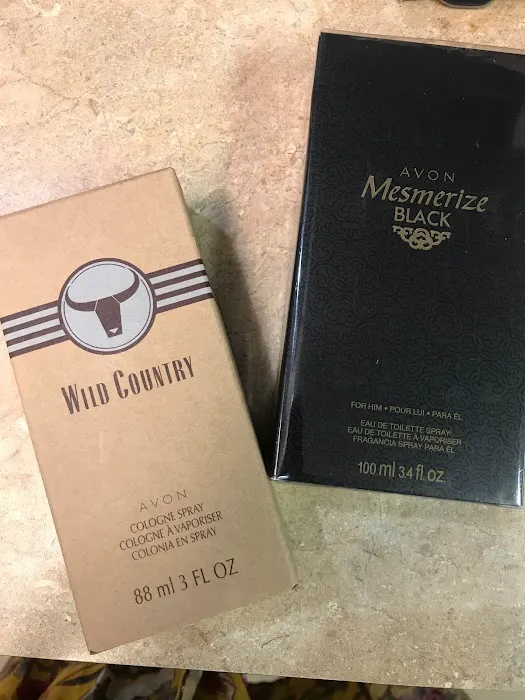 WILD COUNTRY
AVON
COLOGNE SPRAY
COLOGNE À VAPORISER
COLONIA EN SPRAY
88 ml 3 FL OZ
AVON
Mesmerize
BLACK
FOR HIM • POUR LUI • PARA ÉL
EAU DE TOILETTE SPRAY
EAU DE TOILETTE À VAPORISER
FRAGANCIA SPRAY PARA ÉL
100 ml 3.4 fl. oz.